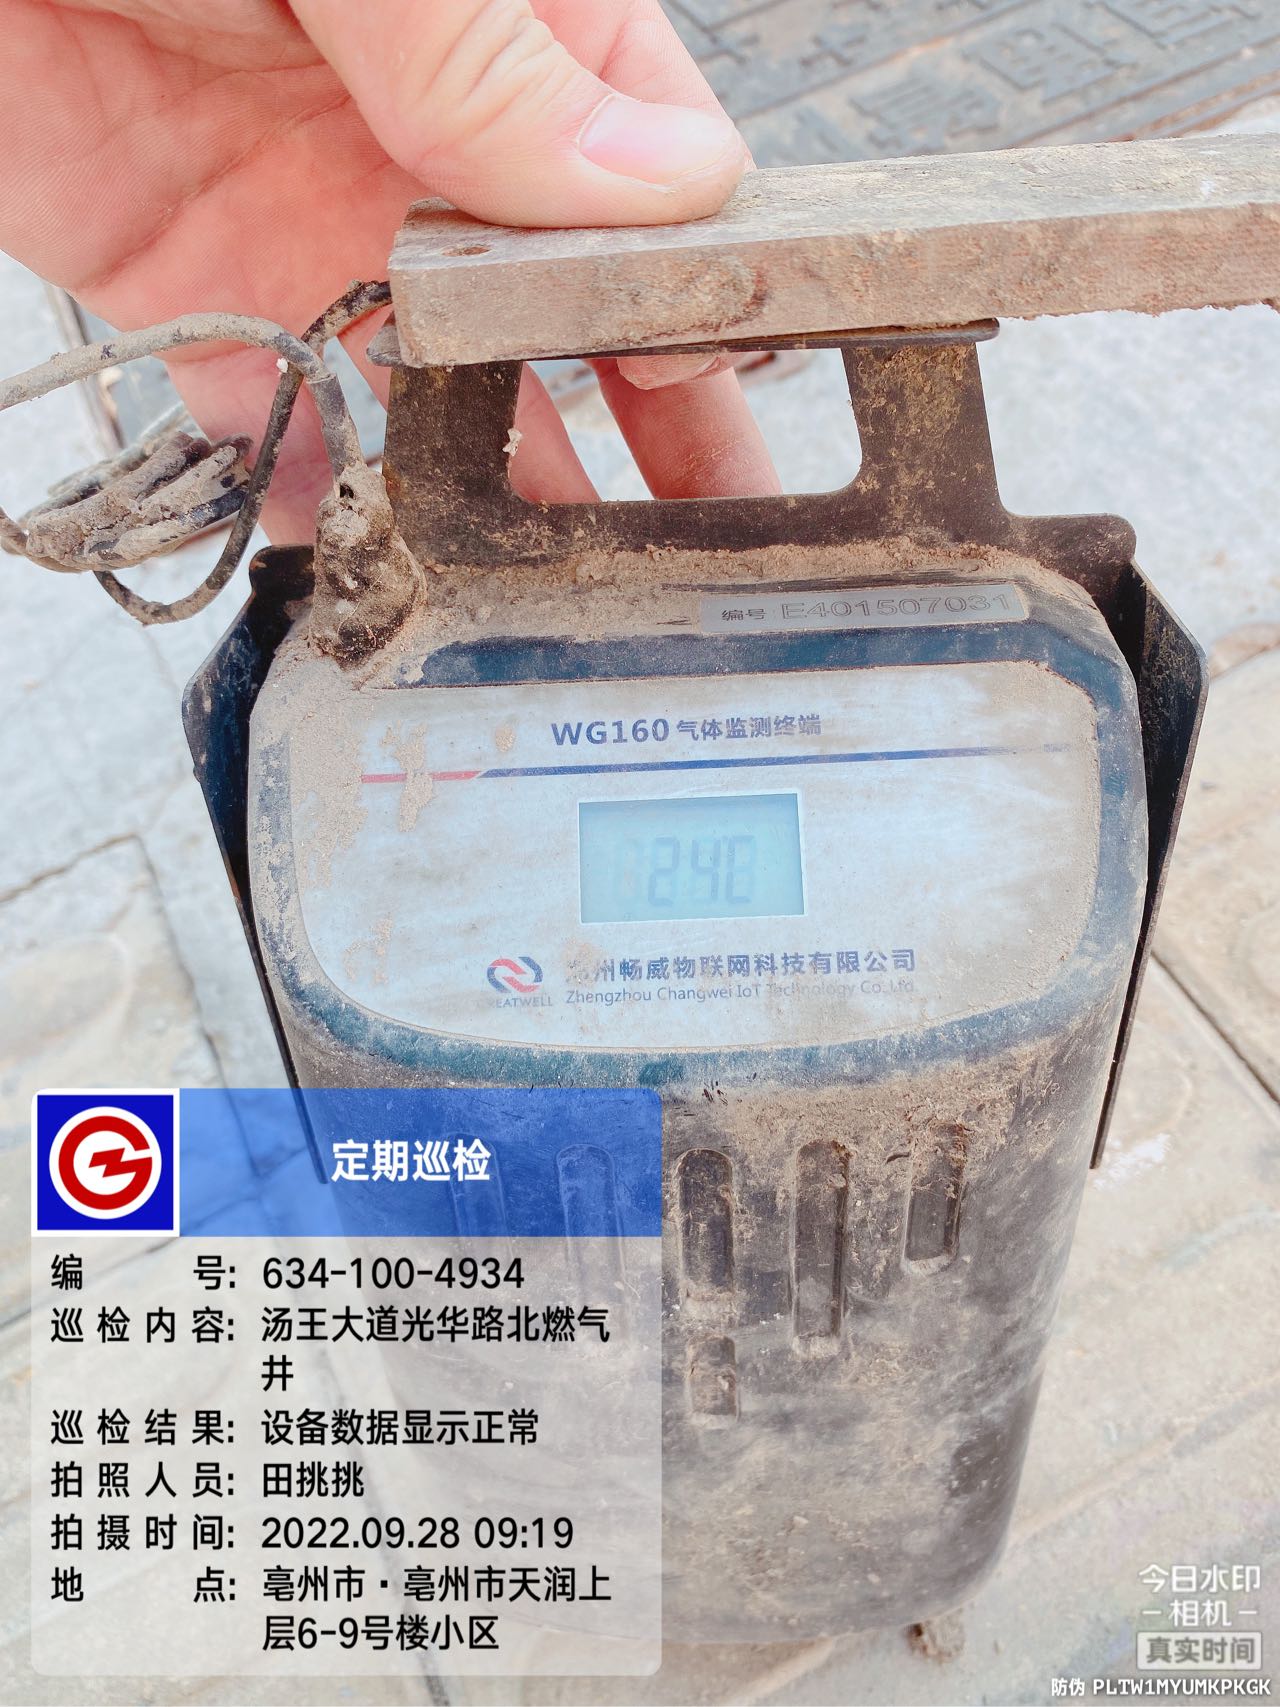 编号 E401507031
WG160 气体监测终端
州畅威物联网科技有限公司
Zhengzhou Changwei IoT Technology Co.,Ltd.
定期巡检
编号: 634-100-4934
巡检内容: 汤王大道光华路北燃气
井
巡检结果: 设备数据显示正常
拍照人员: 田挑挑
拍摄时间: 2022.09.28 09:19
地点: 亳州市·亳州市天润上
层6-9号楼小区
今日水印
相机
真实时间
防伪 PLTW1MYUMKPKGK